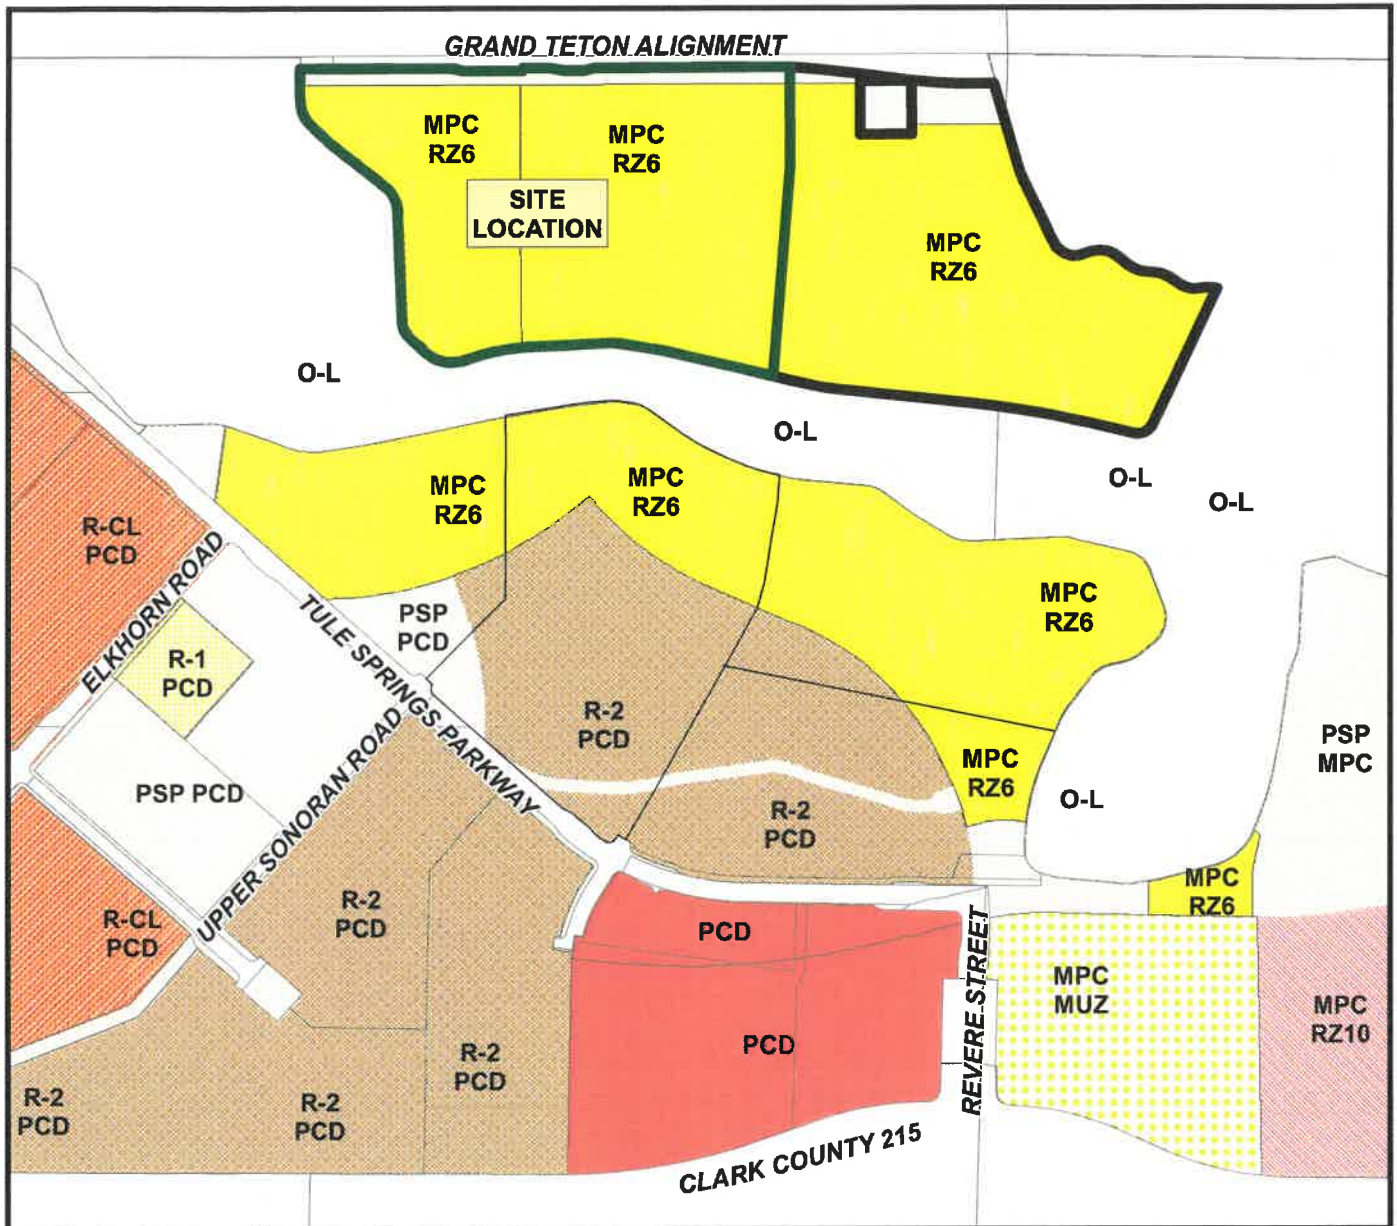 GRAND TETON ALIGNMENT
MPC
RZ6
MPC
RZ6
SITE
LOCATION
MPC
RZ6
O-L
O-L
O-L
O-L
MPC
RZ6
MPC
RZ6
R-CL
PCD
ELKHORN ROAD
MPC
RZ6
PSP
PCD
TULE SPRINGS PARKWAY
R-1
PCD
R-2
PCD
UPPER SONORAN ROAD
PSP
MPC
MPC
RZ6
PSP PCD
O-L
R-2
PCD
MPC
RZ6
R-2
PCD
R-CL
PCD
PCD
REVERE STREET
MPC
MUZ
MPC
RZ10
PCD
R-2
PCD
R-2
PCD
R-2
PCD
CLARK COUNTY 215